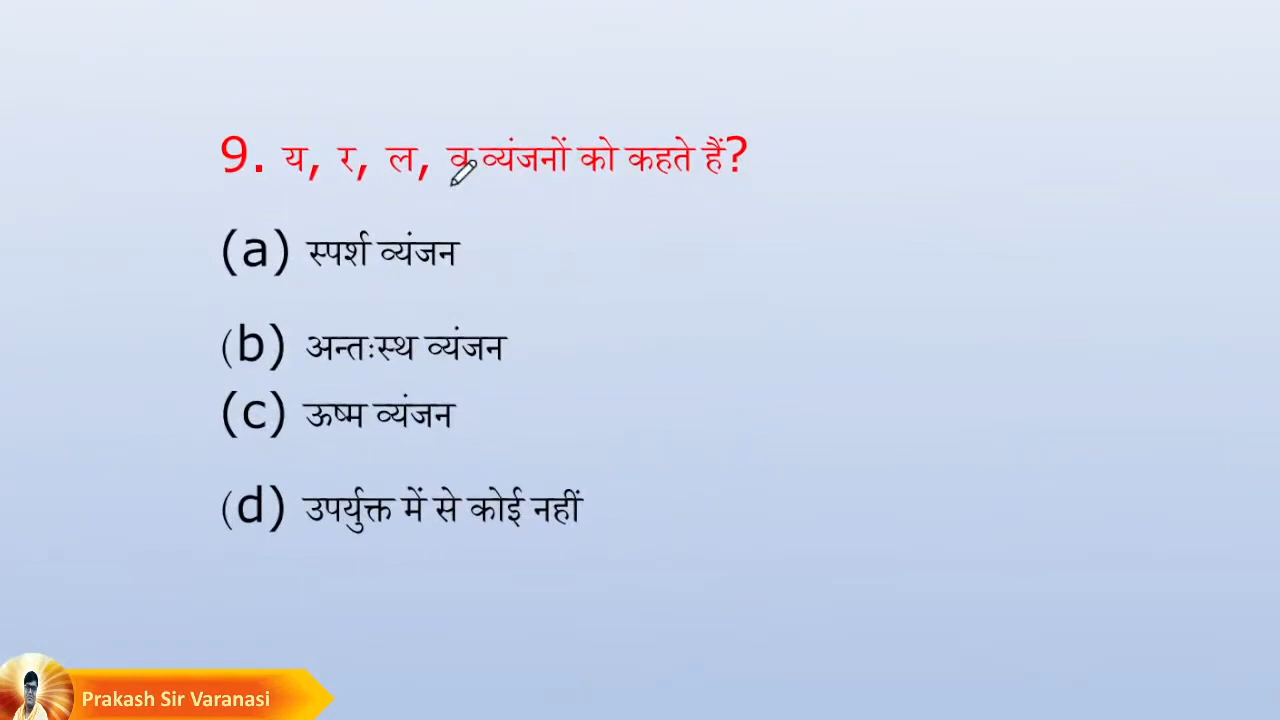 9. य, र, ल, व व्यंजनों को कहते हैं?
(a) स्पर्श व्यंजन
(b) अन्तःस्थ व्यंजन
(c) ऊष्म व्यंजन
(d) उपर्युक्त में से कोई नहीं
Prakash Sir Varanasi